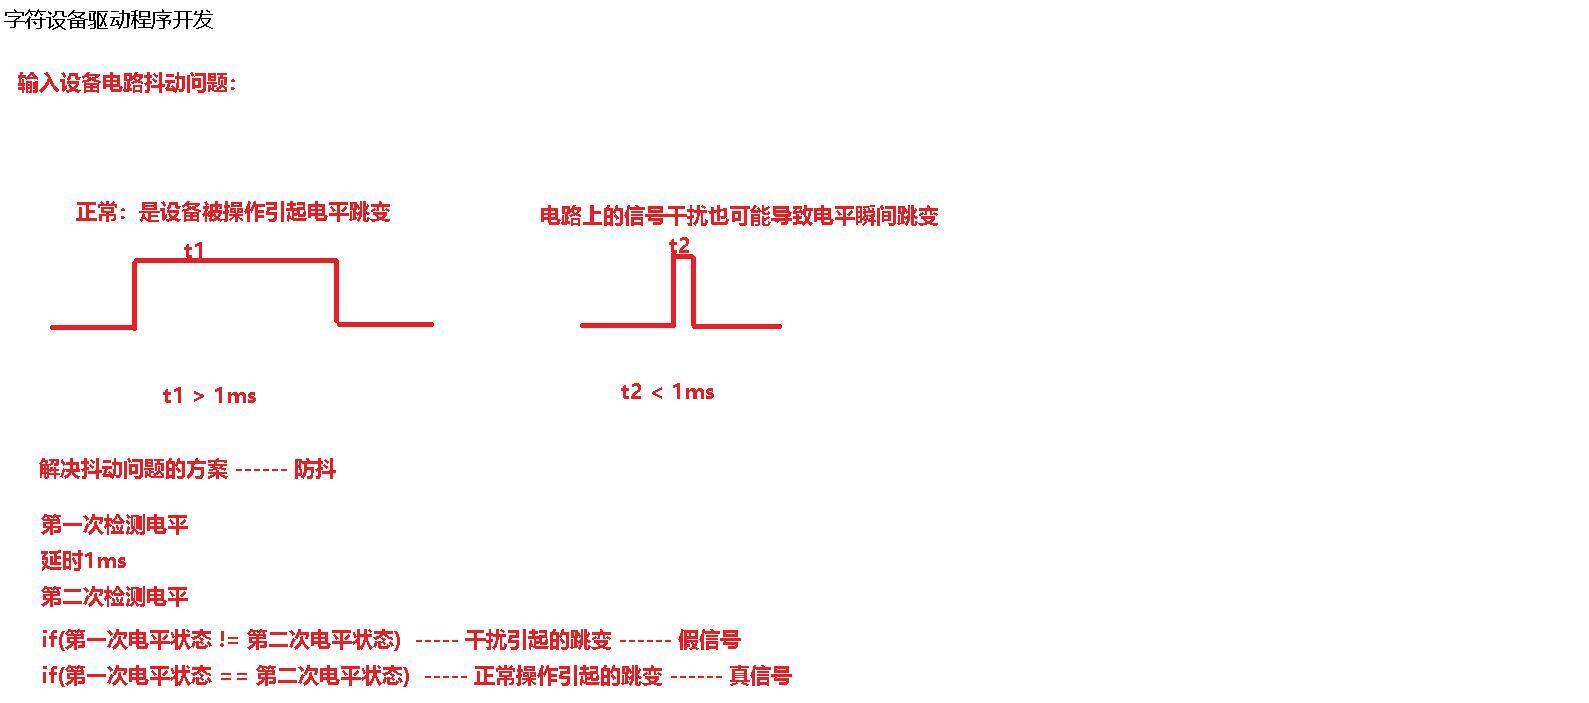 字符设备驱动程序开发
输入设备电路抖动问题：
正常：是设备被操作引起电平跳变
电路上的信号干扰也可能导致电平瞬间跳变
t1
t2
t1 > 1ms
t2 < 1ms
解决抖动问题的方案 ------ 防抖
第一次检测电平
延时1ms
第二次检测电平
if(第一次电平状态 != 第二次电平状态) ----- 干扰引起的跳变 ------ 假信号
if(第一次电平状态 == 第二次电平状态) ----- 正常操作引起的跳变 ------ 真信号